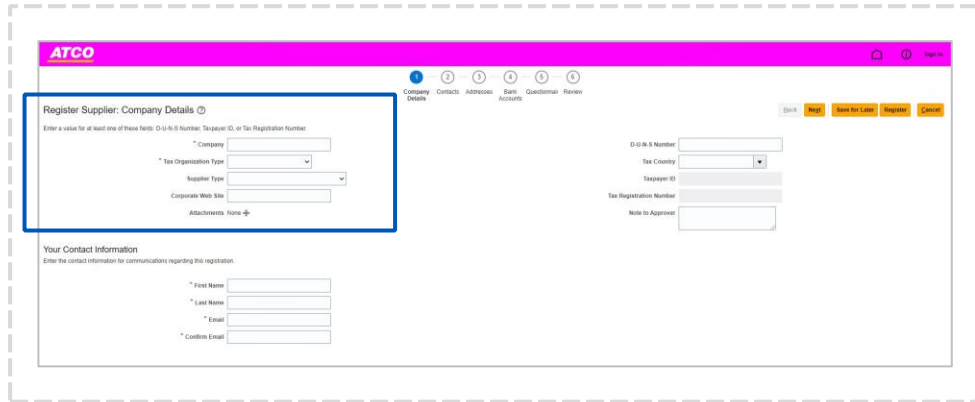 ATCO
Sign In
1 2 3 4 5 6
Company Details Contacts Addresses Bank Accounts Questionnai Review
Register Supplier: Company Details
Back Next Save for Later Register Cancel
Enter a value for at least one of these fields: D-U-N-S Number, Taxpayer ID, or Tax Registration Number.
* Company
D-U-N-S Number
* Tax Organization Type
Tax Country
Supplier Type
Taxpayer ID
Corporate Web Site
Tax Registration Number
Attachments None
Note to Approver
Your Contact Information
Enter the contact information for communications regarding this registration.
* First Name
* Last Name
* Email
* Confirm Email